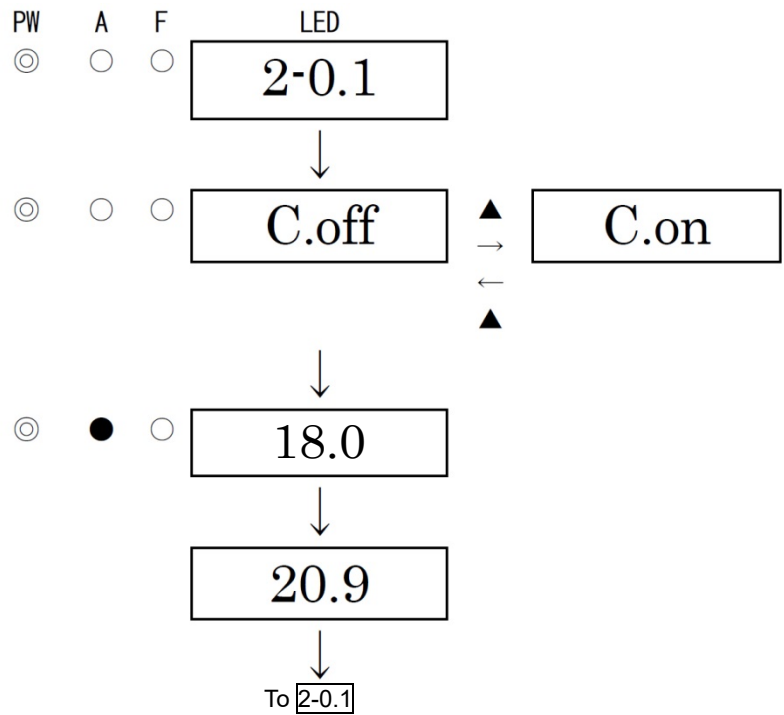 PW A F LED
◎ ○ ○ 2-0.1
↓
◎ ○ ○ C.off ▲ C.on
→
←
▲
↓
◎ ● ○ 18.0
↓
20.9
↓
To 2-0.1